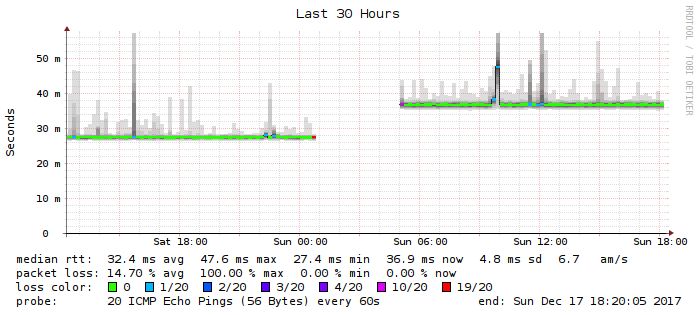 Last 30 Hours
RRDTOOL / TOBI OETIKER
Seconds
50 m
40 m
30 m
20 m
10 m
0
Sat 18:00 Sun 00:00 Sun 06:00 Sun 12:00 Sun 18:00
median rtt: 32.4 ms avg 47.6 ms max 27.4 ms min 36.9 ms now 4.8 ms sd 6.7 am/s
packet loss: 14.70 % avg 100.00 % max 0.00 % min 0.00 % now
loss color: 0 1/20 2/20 3/20 4/20 10/20 19/20
probe: 20 ICMP Echo Pings (56 Bytes) every 60s end: Sun Dec 17 18:20:05 2017